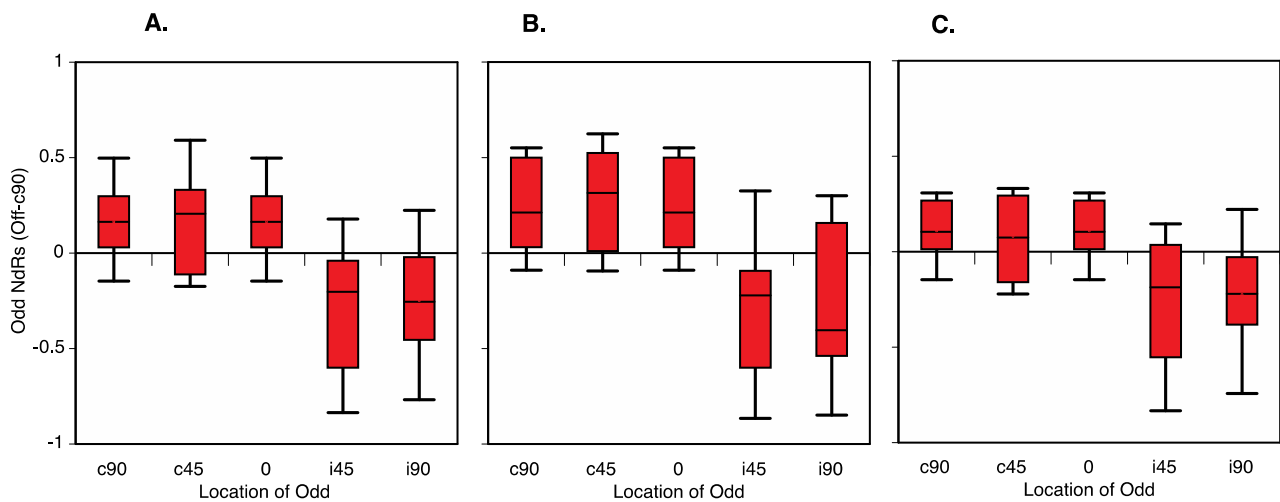 A.
B.
C.
Odd NdRs (Off-c90)
1
0.5
0
-0.5
-1
c90 c45 0 i45 i90
Location of Odd
c90 c45 0 i45 i90
Location of Odd
c90 c45 0 i45 i90
Location of Odd